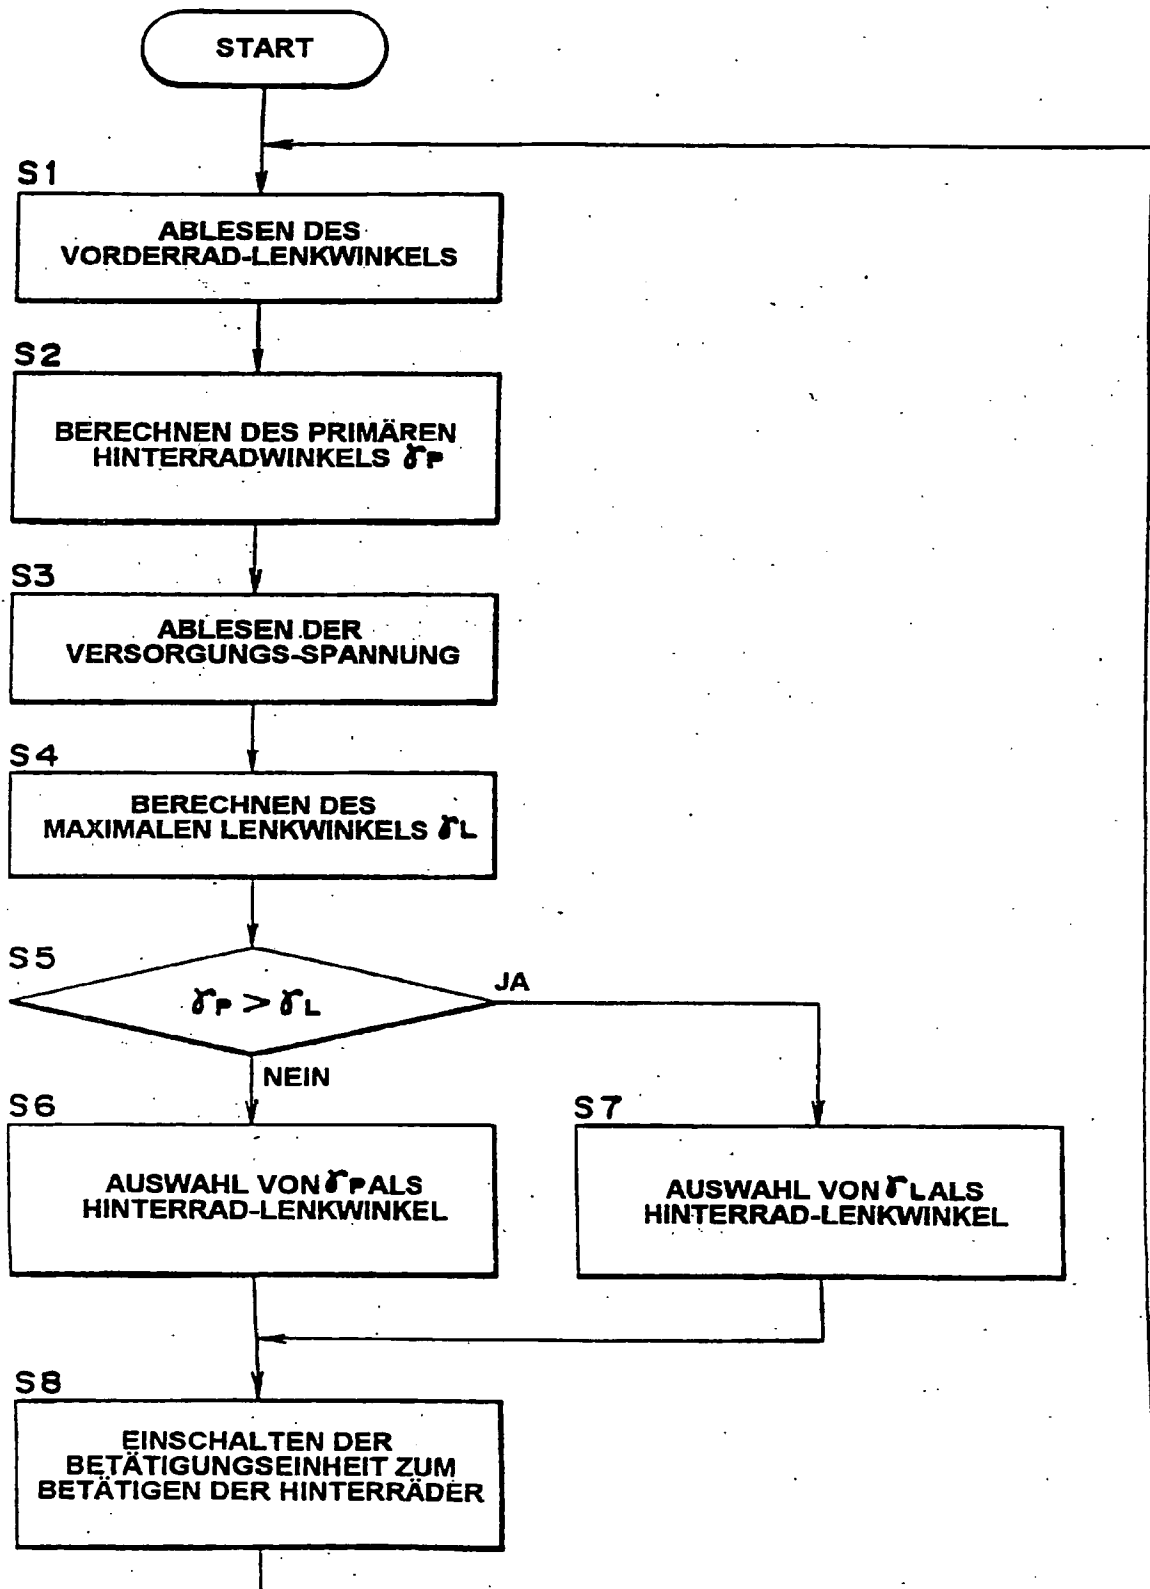 START
S1
ABLESEN DES
VORDERRAD-LENKWINKELS
S2
BERECHNEN DES PRIMÄREN
HINTERRADWINKELS γP
S3
ABLESEN DER
VERSORGUNGS-SPANNUNG
S4
BERECHNEN DES
MAXIMALEN LENKWINKELS γL
S5
γP > γL
JA
NEIN
S6
AUSWAHL VON γP ALS
HINTERRAD-LENKWINKEL
S7
AUSWAHL VON γL ALS
HINTERRAD-LENKWINKEL
S8
EINSCHALTEN DER
BETÄTIGUNGSEINHEIT ZUM
BETÄTIGEN DER HINTERRÄDER